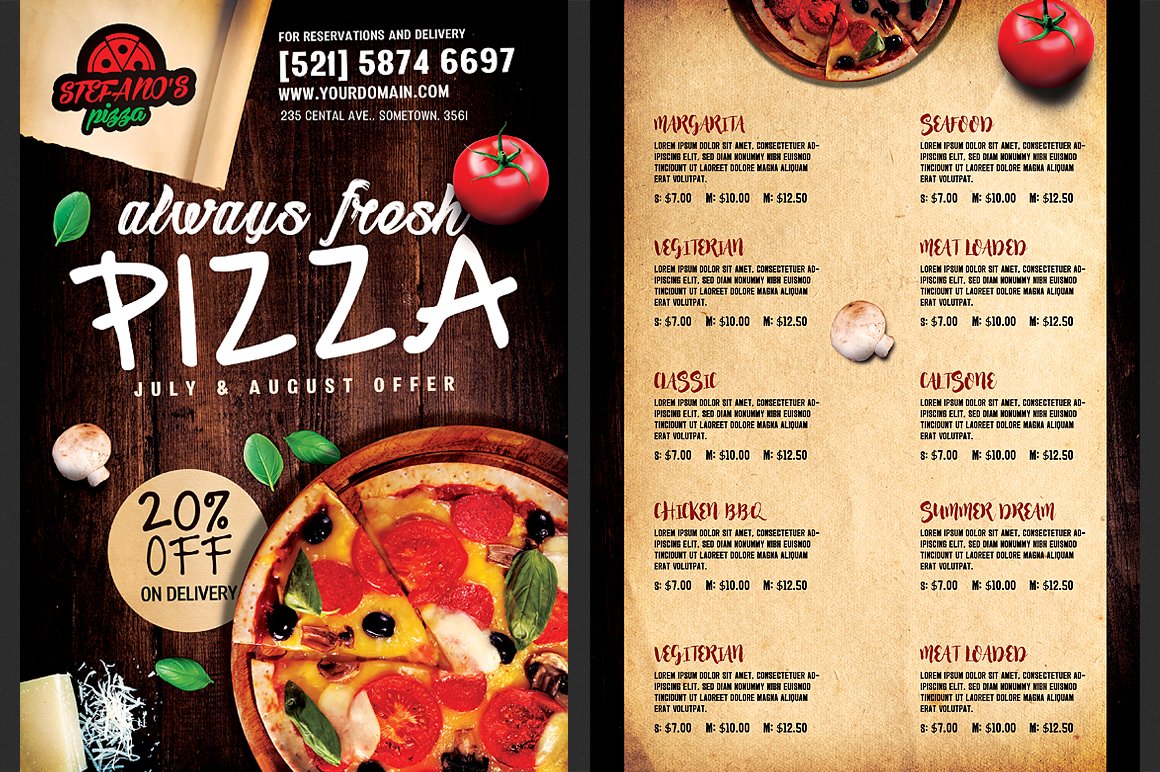 STEFANO'S
pizza
FOR RESERVATIONS AND DELIVERY
[521] 5874 6697
WWW.YOURDOMAIN.COM
235 CENTAL AVE.. SOMETOWN. 3561
always fresh
PIZZA
JULY & AUGUST OFFER
20%
OFF
ON DELIVERY
MARGARITA
LOREM IPSUM DOLOR SIT AMET, CONSECTETUER AD-
IPISCING ELIT, SED DIAM NONUMMY NIBH EUISMOD
TINCIDUNT UT LAOREET DOLORE MAGNA ALIQUAM
ERAT VOLUTPAT.
S: $7.00 M: $10.00 M: $12.50
VEGITERIAN
LOREM IPSUM DOLOR SIT AMET, CONSECTETUER AD-
IPISCING ELIT, SED DIAM NONUMMY NIBH EUISMOD
TINCIDUNT UT LAOREET DOLORE MAGNA ALIQUAM
ERAT VOLUTPAT.
S: $7.00 M: $10.00 M: $12.50
CLASSIC
LOREM IPSUM DOLOR SIT AMET, CONSECTETUER AD-
IPISCING ELIT, SED DIAM NONUMMY NIBH EUISMOD
TINCIDUNT UT LAOREET DOLORE MAGNA ALIQUAM
ERAT VOLUTPAT.
S: $7.00 M: $10.00 M: $12.50
CHICKEN BBQ
LOREM IPSUM DOLOR SIT AMET, CONSECTETUER AD-
IPISCING ELIT, SED DIAM NONUMMY NIBH EUISMOD
TINCIDUNT UT LAOREET DOLORE MAGNA ALIQUAM
ERAT VOLUTPAT.
S: $7.00 M: $10.00 M: $12.50
VEGITERIAN
LOREM IPSUM DOLOR SIT AMET, CONSECTETUER AD-
IPISCING ELIT, SED DIAM NONUMMY NIBH EUISMOD
TINCIDUNT UT LAOREET DOLORE MAGNA ALIQUAM
ERAT VOLUTPAT.
S: $7.00 M: $10.00 M: $12.50
SEAFOOD
LOREM IPSUM DOLOR SIT AMET, CONSECTETUER AD-
IPISCING ELIT, SED DIAM NONUMMY NIBH EUISMOD
TINCIDUNT UT LAOREET DOLORE MAGNA ALIQUAM
ERAT VOLUTPAT.
S: $7.00 M: $10.00 M: $12.50
MEAT LOADED
LOREM IPSUM DOLOR SIT AMET, CONSECTETUER AD-
IPISCING ELIT, SED DIAM NONUMMY NIBH EUISMOD
TINCIDUNT UT LAOREET DOLORE MAGNA ALIQUAM
ERAT VOLUTPAT.
S: $7.00 M: $10.00 M: $12.50
CALTSONE
LOREM IPSUM DOLOR SIT AMET, CONSECTETUER AD-
IPISCING ELIT, SED DIAM NONUMMY NIBH EUISMOD
TINCIDUNT UT LAOREET DOLORE MAGNA ALIQUAM
ERAT VOLUTPAT.
S: $7.00 M: $10.00 M: $12.50
SUMMER DREAM
LOREM IPSUM DOLOR SIT AMET, CONSECTETUER AD-
IPISCING ELIT, SED DIAM NONUMMY NIBH EUISMOD
TINCIDUNT UT LAOREET DOLORE MAGNA ALIQUAM
ERAT VOLUTPAT.
S: $7.00 M: $10.00 M: $12.50
MEAT LOADED
LOREM IPSUM DOLOR SIT AMET, CONSECTETUER AD-
IPISCING ELIT, SED DIAM NONUMMY NIBH EUISMOD
TINCIDUNT UT LAOREET DOLORE MAGNA ALIQUAM
ERAT VOLUTPAT.
S: $7.00 M: $10.00 M: $12.50